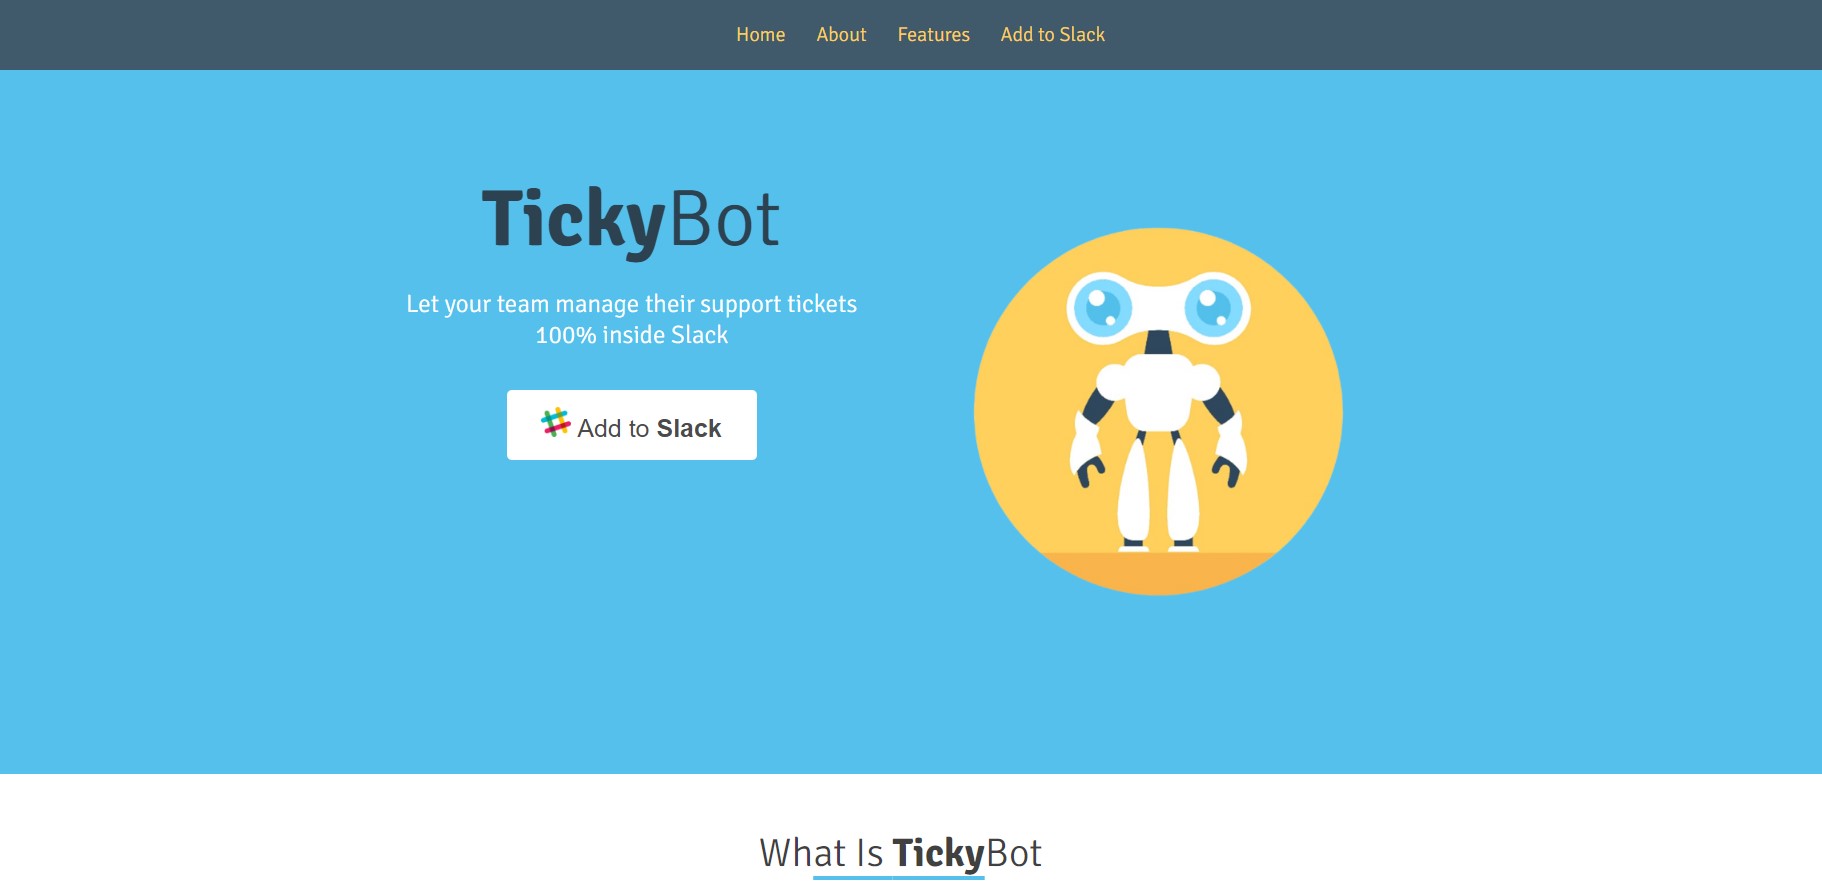 Home About Features Add to Slack
TickyBot
Let your team manage their support tickets
100% inside Slack
Add to Slack
What Is TickyBot